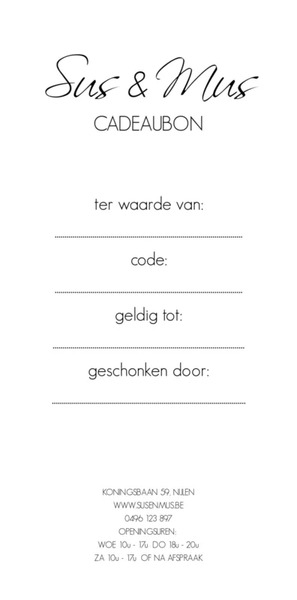 Sus & Mus
CADEAUBON
ter waarde van:
code:
geldig tot:
geschonken door:
KONINGSBAAN 59, NIJLEN
WWW.SUSENMUS.BE
0496 123 897
OPENINGSUREN:
WOE 10u - 17u DO 18u - 20u
ZA 10u - 17u OF NA AFSPRAAK